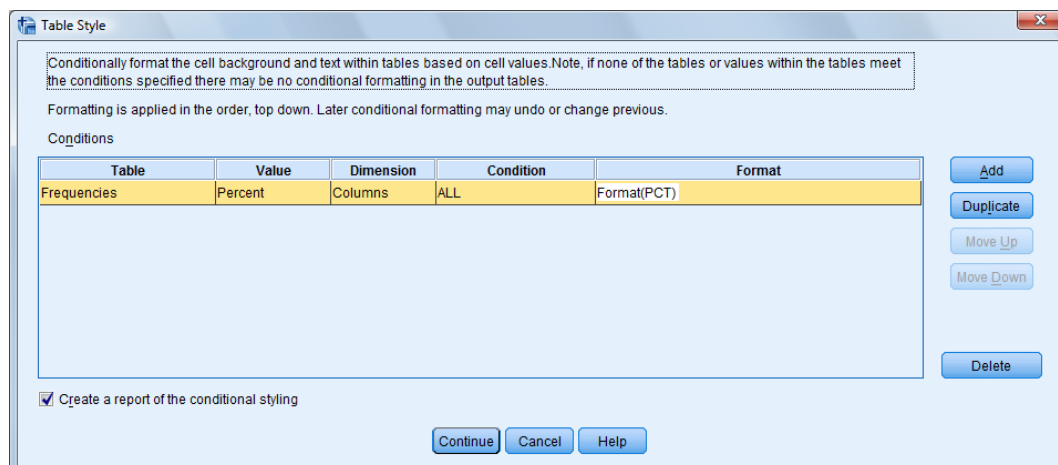 Table Style
Conditionally format the cell background and text within tables based on cell values.Note, if none of the tables or values within the tables meet
the conditions specified there may be no conditional formatting in the output tables.
Formatting is applied in the order, top down. Later conditional formatting may undo or change previous.
Conditions
Table Value Dimension Condition Format
Frequencies Percent Columns ALL Format(PCT)
Add
Duplicate
Move Up
Move Down
Delete
Create a report of the conditional styling
Continue Cancel Help